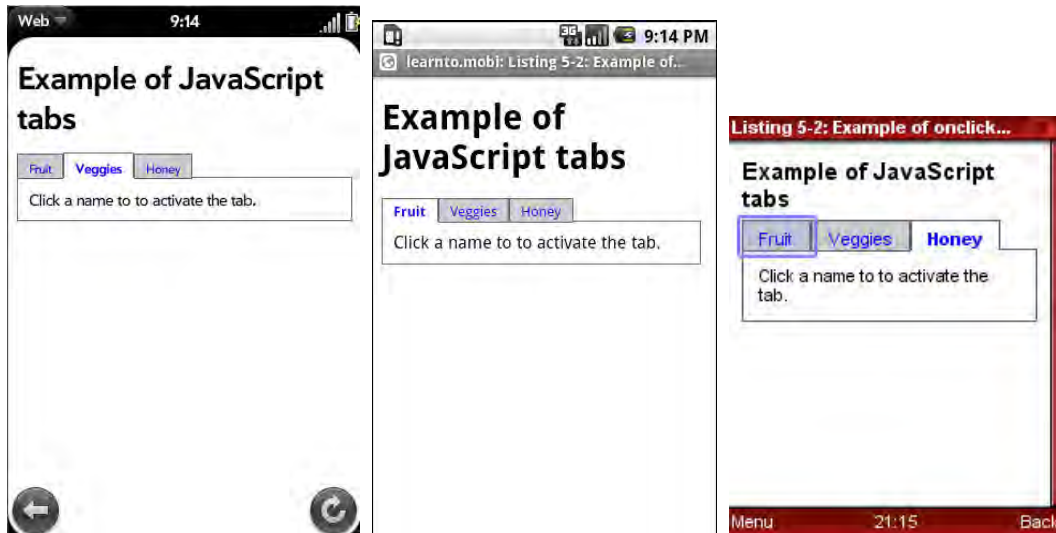 Web 9:14
Example of JavaScript
tabs
Fruit Veggies Honey
Click a name to to activate the tab.
3G 9:14 PM
learnto.mobi: Listing 5-2: Example of...
Example of
JavaScript tabs
Fruit Veggies Honey
Click a name to to activate the tab.
Listing 5-2: Example of onclick...
Example of JavaScript
tabs
Fruit Veggies Honey
Click a name to to activate the
tab.
Menu 21:15 Back